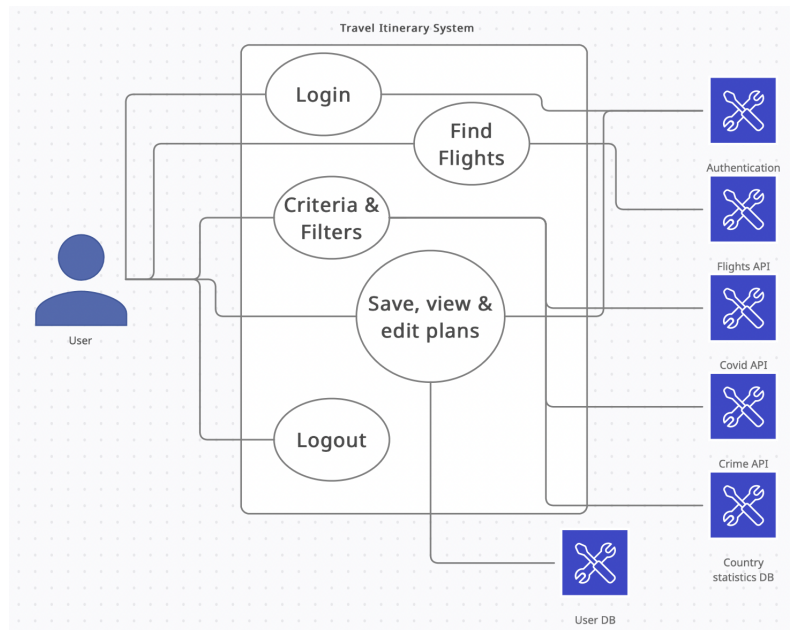 Travel Itinerary System
Login
Find
Flights
Authentication
Criteria &
Filters
Flights API
Save, view &
edit plans
User
Covid API
Logout
Crime API
Country
statistics DB
User DB